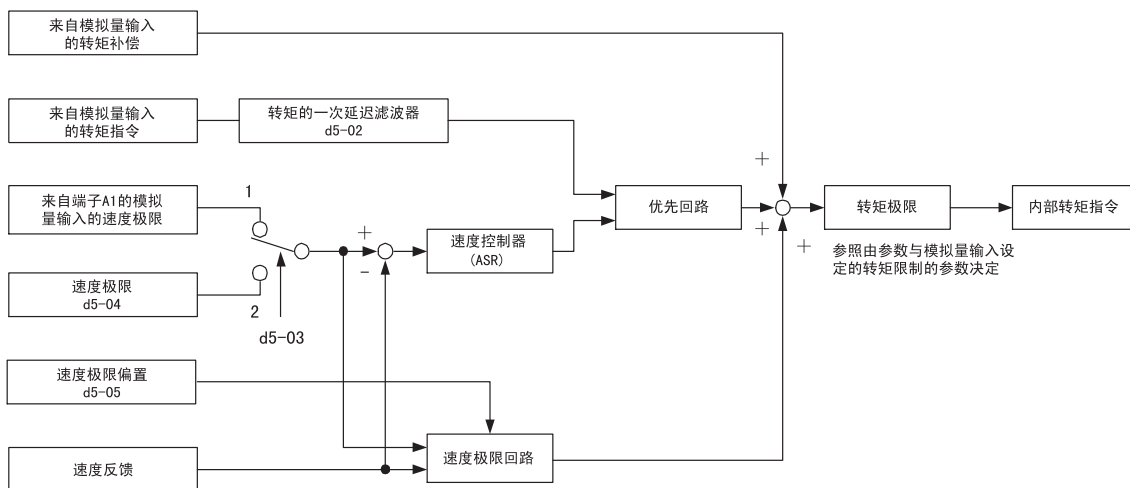 来自模拟量输入
的转矩补偿
来自模拟量输入
的转矩指令
转矩的一次延迟滤波器
d5-02
来自端子A1的模拟
量输入的速度极限
1
速度极限
d5-04
2
d5-03
+
-
速度控制器
(ASR)
优先回路
+
+
+
转矩极限
内部转矩指令
参照由参数与模拟量输入设
定的转矩限制的参数决定
速度极限偏置
d5-05
速度反馈
速度极限回路